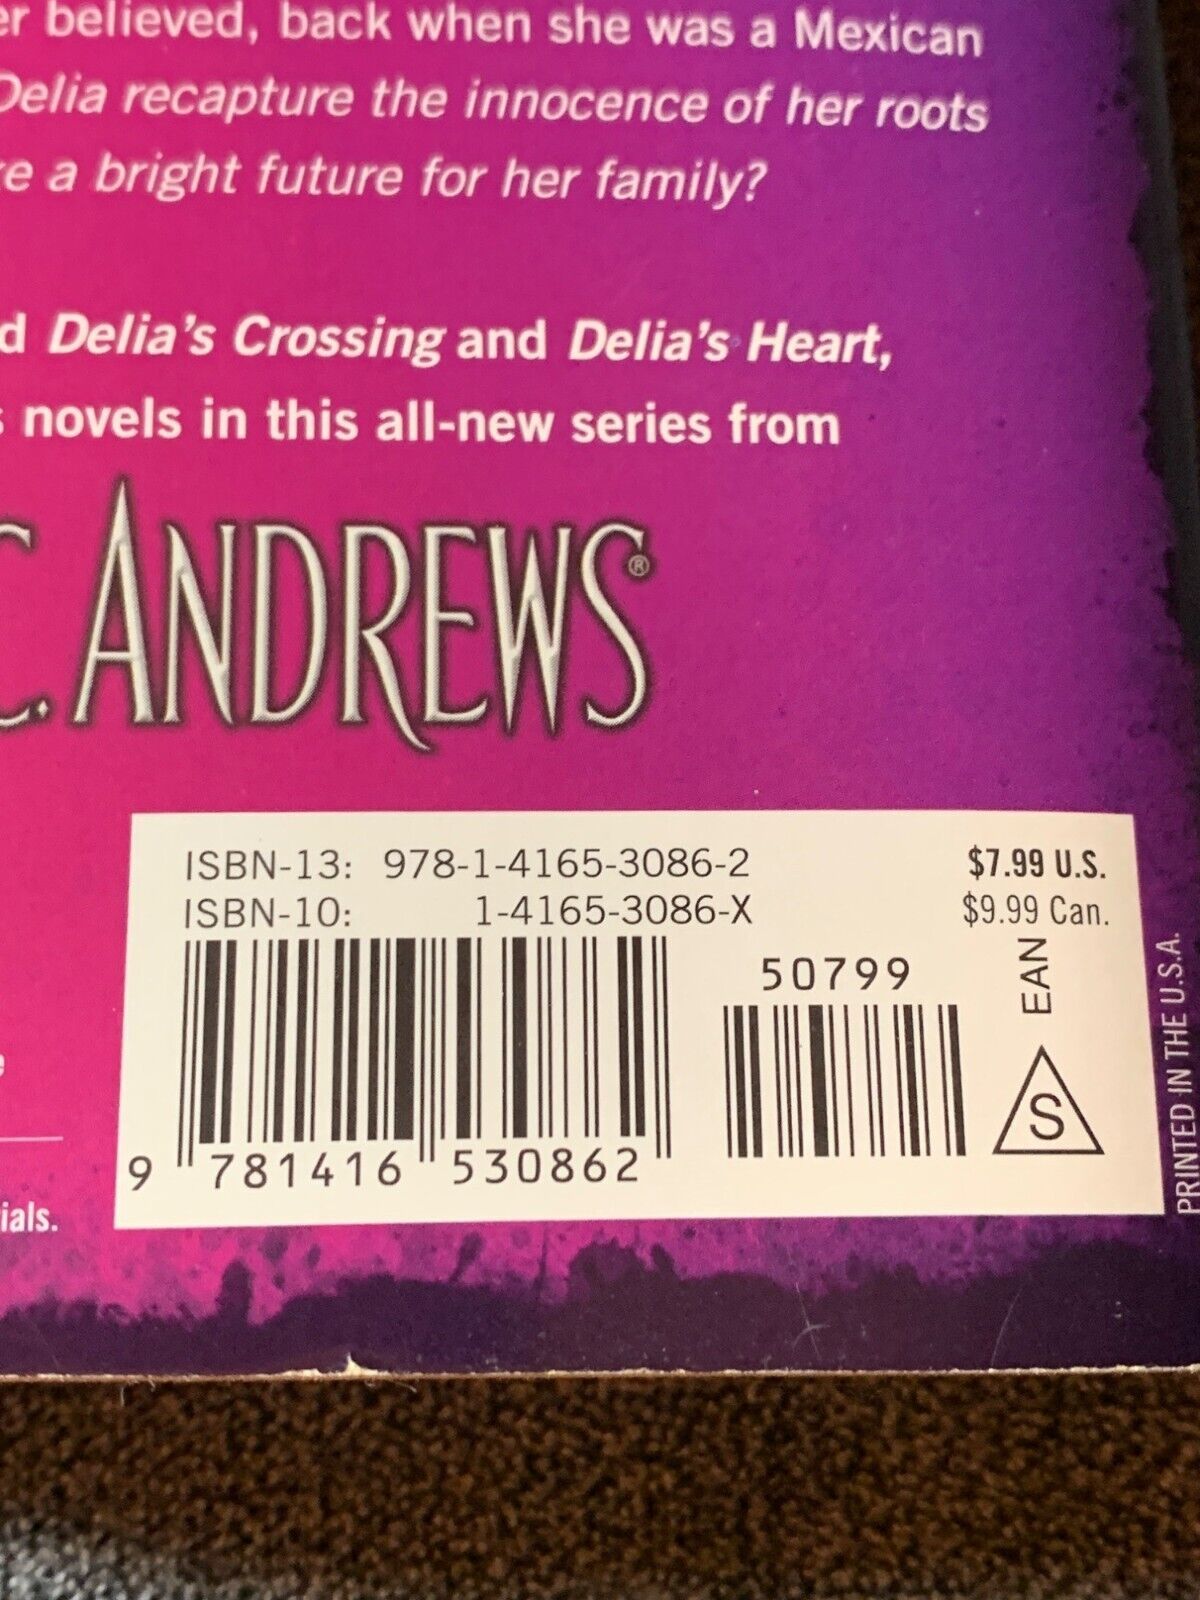 er believed, back when she was a Mexican
Delia recapture the innocence of her roots
e a bright future for her family?
d Delia's Crossing and Delia's Heart,
s novels in this all-new series from
C. ANDREWS®
ISBN-13: 978-1-4165-3086-2
$7.99 U.S.
ISBN-10: 1-4165-3086-X
$9.99 Can.
50799
EAN
S
9 781416 530862
PRINTED IN THE U.S.A.
e
ials.